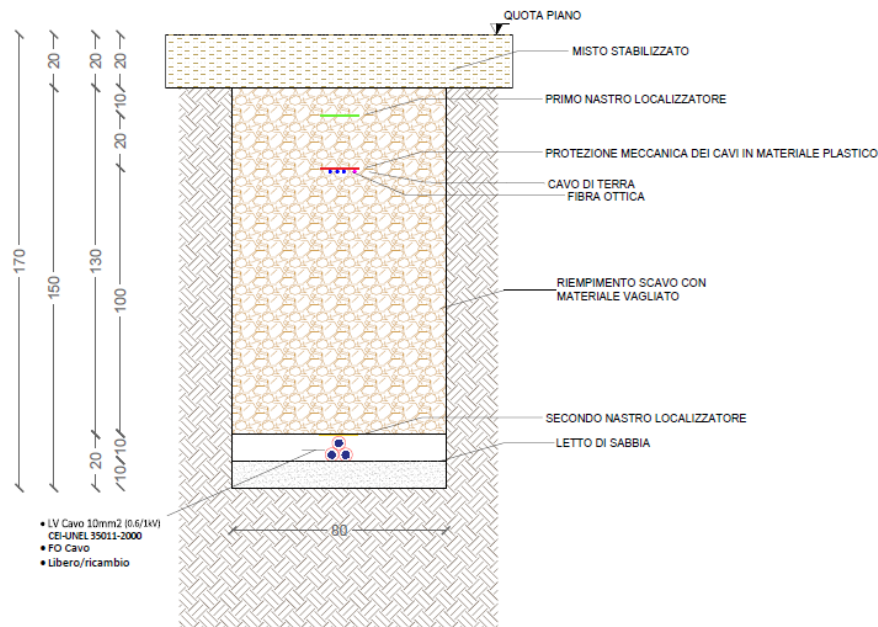 QUOTA PIANO
MISTO STABILIZZATO
PRIMO NASTRO LOCALIZZATORE
PROTEZIONE MECCANICA DEI CAVI IN MATERIALE PLASTICO
CAVO DI TERRA
FIBRA OTTICA
RIEMPIMENTO SCAVO CON
MATERIALE VAGLIATO
SECONDO NASTRO LOCALIZZATORE
LETTO DI SABBIA
170
20
150
20
130
20
20
10
20
100
10
10
80
• LV Cavo 10mm2 (0.6/1kV)
CEI-UNEL 35011-2000
• FO Cavo
• Libero/ricambio